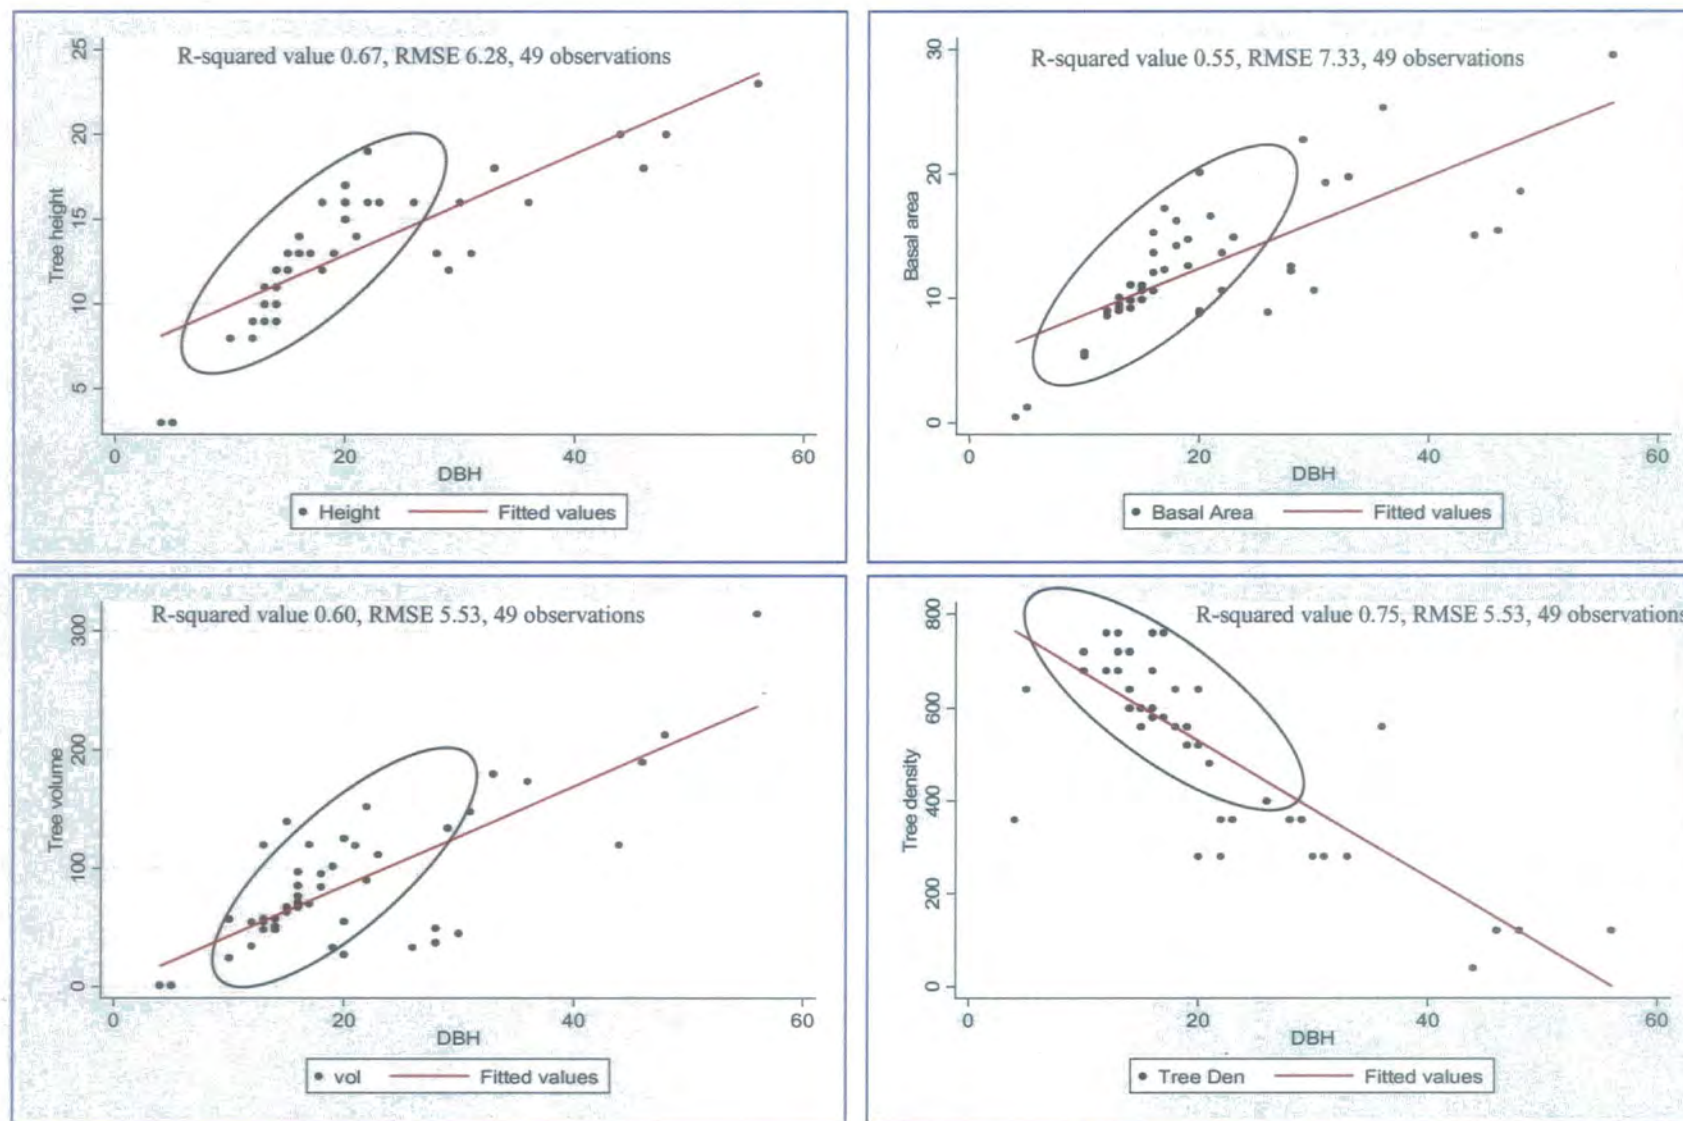 R-squared value 0.67, RMSE 6.28, 49 observations
Tree height
25
20
15
10
5
0 20 40 60
DBH
Height Fitted values
R-squared value 0.55, RMSE 7.33, 49 observations
Basal area
30
20
10
0
0 20 40 60
DBH
Basal Area Fitted values
R-squared value 0.60, RMSE 5.53, 49 observations
Tree volume
300
200
100
0
0 20 40 60
DBH
vol Fitted values
R-squared value 0.75, RMSE 5.53, 49 observations
Tree density
800
600
400
200
0
0 20 40 60
DBH
Tree Den Fitted values